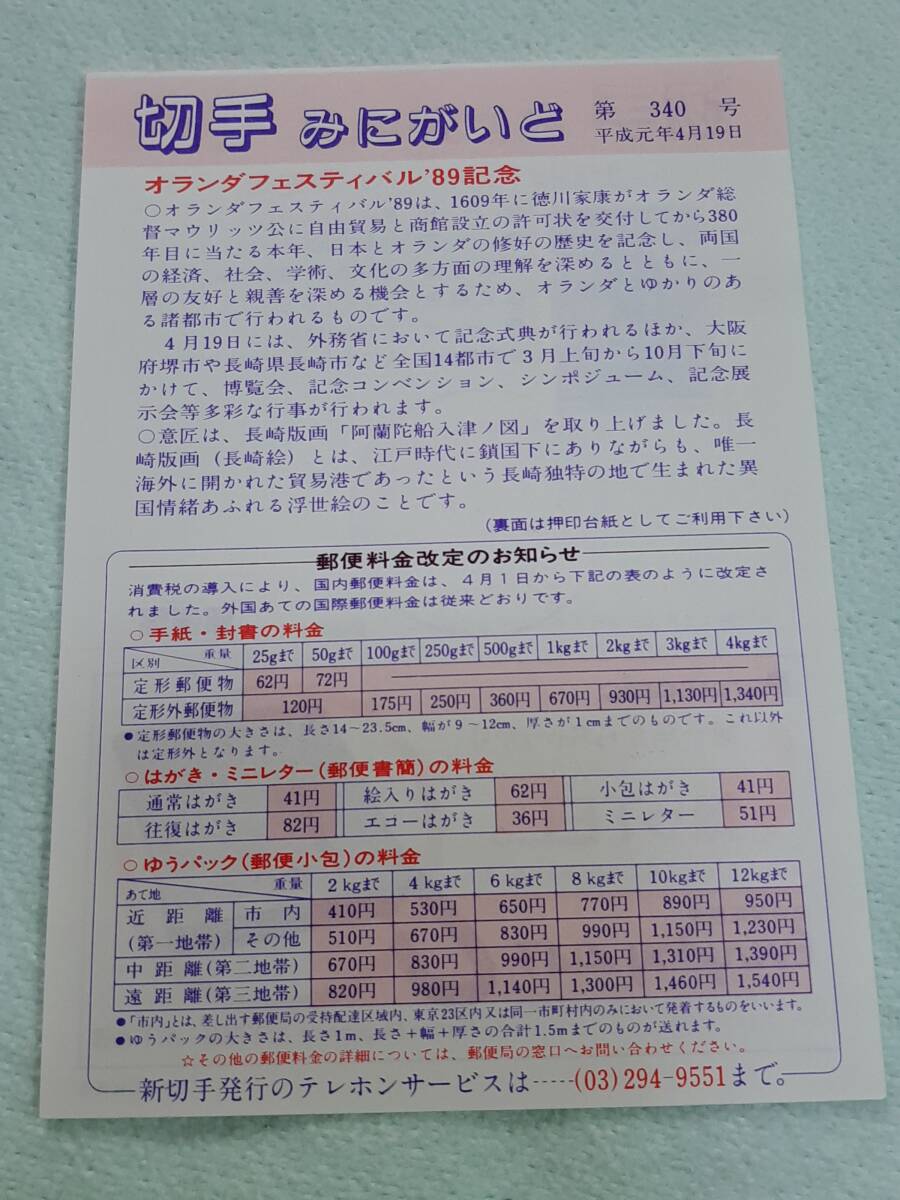 切手 みにがいど 第 340 号
平成元年4月19日
オランダフェスティバル'89記念
○オランダフェスティバル'89は、1609年に徳川家康がオランダ総
督マウリッツ公に自由貿易と商館設立の許可状を交付してから380
年目に当たる本年、日本とオランダの修好の歴史を記念し、両国
の経済、社会、学術、文化の多方面の理解を深めるとともに、一
層の友好と親善を深める機会とするため、オランダとゆかりのあ
る諸都市で行われるものです。
4月19日には、外務省において記念式典が行われるほか、大阪
府堺市や長崎県長崎市など全国14都市で3月上旬から10月下旬に
かけて、博覧会、記念コンベンション、シンポジューム、記念展
示会等多彩な行事が行われます。
○意匠は、長崎版画「阿蘭陀船入津ノ図」を取り上げました。長
崎版画（長崎絵）とは、江戸時代に鎖国下にありながらも、唯一
海外に開かれた貿易港であったという長崎独特の地で生まれた異
国情緒あふれる浮世絵のことです。
（裏面は押印台紙としてご利用下さい）
郵便料金改定のお知らせ
消費税の導入により、国内郵便料金は、4月1日から下記の表のように改定さ
れました。外国あての国際郵便料金は従来どおりです。
○手紙・封書の料金
区別 重量 25gまで 50gまで 100gまで 250gまで 500gまで 1kgまで 2kgまで 3kgまで 4kgまで
定形郵便物 62円 72円
定形外郵便物 120円 175円 250円 360円 670円 930円 1,130円 1,340円
●定形郵便物の大きさは、長さ14～23.5cm、幅が9～12cm、厚さが1cmまでのものです。これ以外
は定形外となります。
○はがき・ミニレター（郵便書簡）の料金
通常はがき 41円 絵入りはがき 62円 小包はがき 41円
往復はがき 82円 エコーはがき 36円 ミニレター 51円
○ゆうパック（郵便小包）の料金
あて地 重量 2kgまで 4kgまで 6kgまで 8kgまで 10kgまで 12kgまで
近距離 市内 410円 530円 650円 770円 890円 950円
(第一地帯) その他 510円 670円 830円 990円 1,150円 1,230円
中距離(第二地帯) 670円 830円 990円 1,150円 1,310円 1,390円
遠距離(第三地帯) 820円 980円 1,140円 1,300円 1,460円 1,540円
●「市内」とは、差し出す郵便局の受持配達区域内、東京23区内又は同一市町村内のみにおいて発着するものをいいます。
●ゆうパックの大きさは、長さ1m、長さ＋幅＋厚さの合計1.5mまでのものが送れます。
☆その他の郵便料金の詳細については、郵便局の窓口へお問い合わせください。
新切手発行のテレホンサービスは-----(03)294-9551まで。